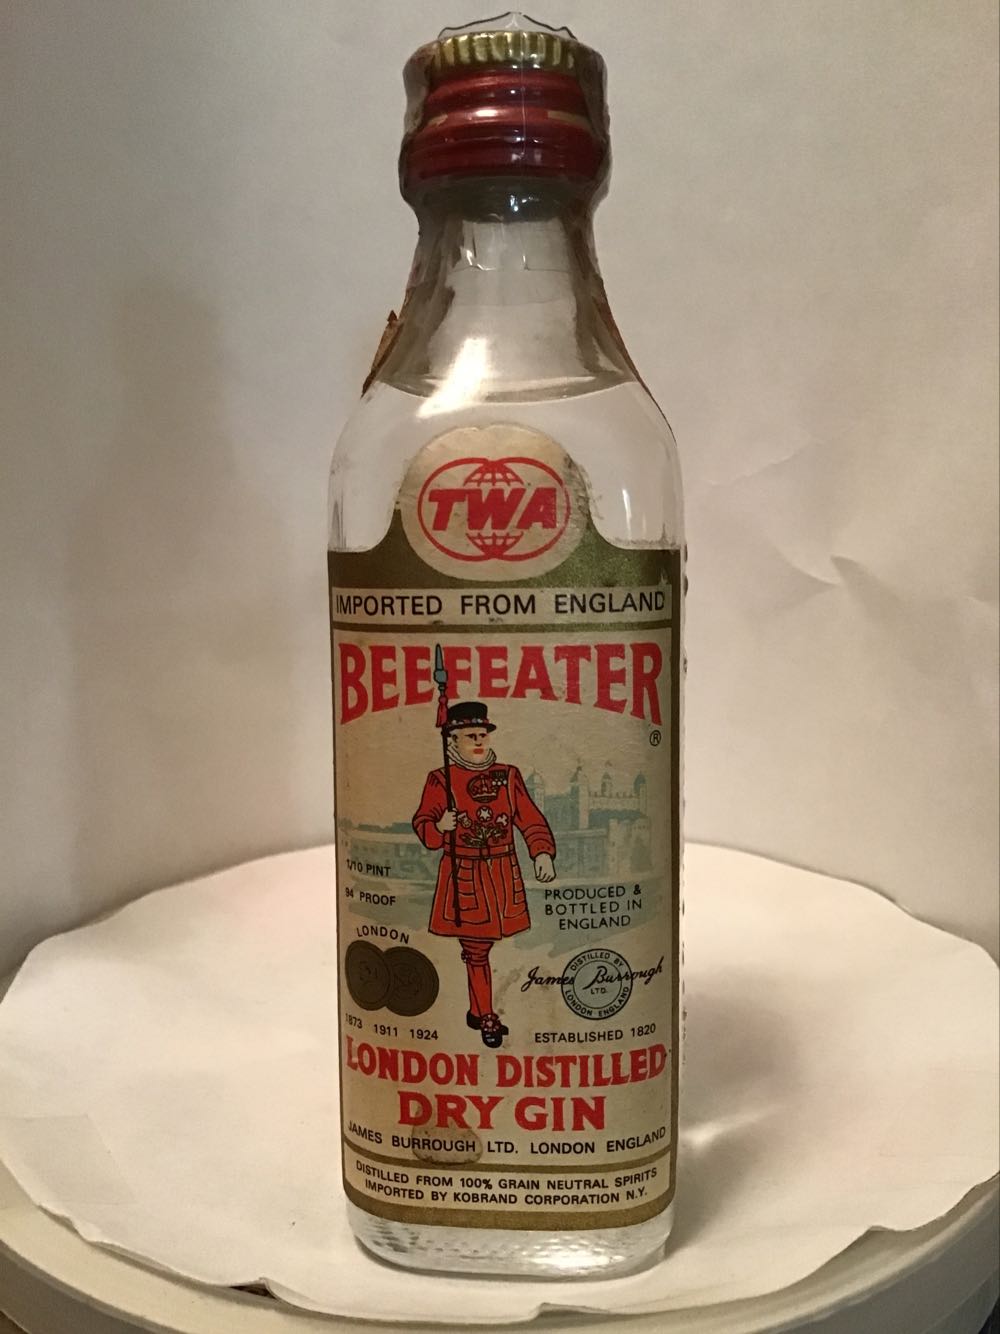 TWA
IMPORTED FROM ENGLAND
BEEFEATER
®
1/10 PINT
94 PROOF
PRODUCED &
BOTTLED IN
ENGLAND
LONDON
1873 1911 1924
DISTILLED BY
James Burrough
LTD.
LONDON ENGLAND
ESTABLISHED 1820
LONDON DISTILLED
DRY GIN
JAMES BURROUGH LTD. LONDON ENGLAND
DISTILLED FROM 100% GRAIN NEUTRAL SPIRITS
IMPORTED BY KOBRAND CORPORATION N.Y.